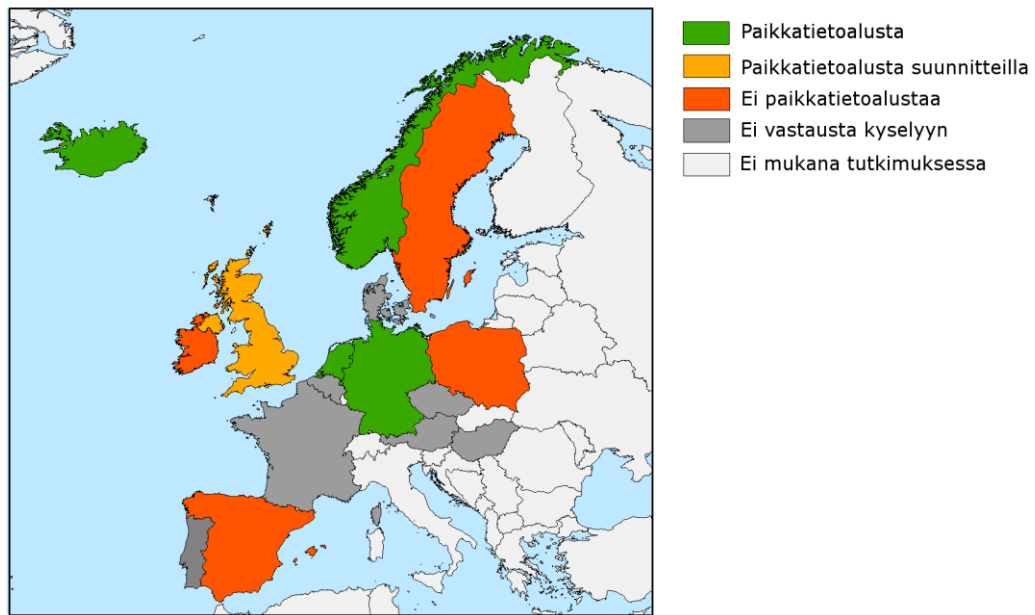 Paikkatietoalusta
Paikkatietoalusta suunnitteilla
Ei paikkatietoalustaa
Ei vastausta kyselyyn
Ei mukana tutkimuksessa